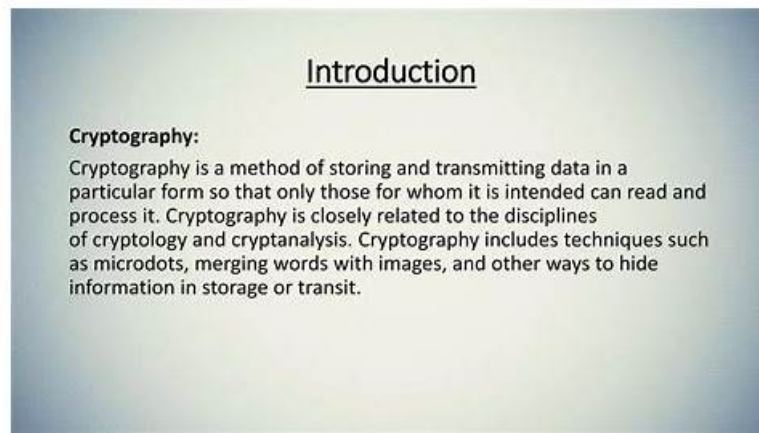 Introduction
Cryptography:
Cryptography is a method of storing and transmitting data in a
particular form so that only those for whom it is intended can read and
process it. Cryptography is closely related to the disciplines
of cryptology and cryptanalysis. Cryptography includes techniques such
as microdots, merging words with images, and other ways to hide
information in storage or transit.